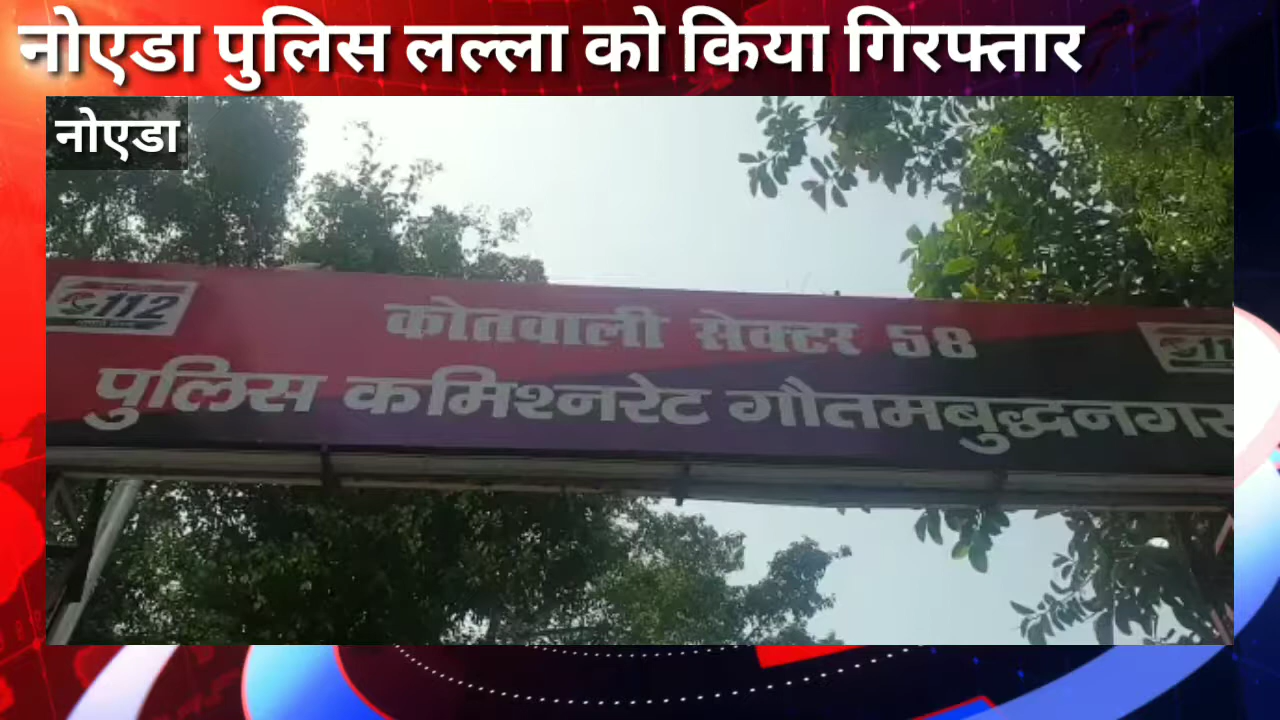 नोएडा पुलिस लल्ला को किया गिरफ्तार
नोएडा
112
कोतवाली सेक्टर 58
पुलिस कमिश्नरेट गौतमबुद्धनगर